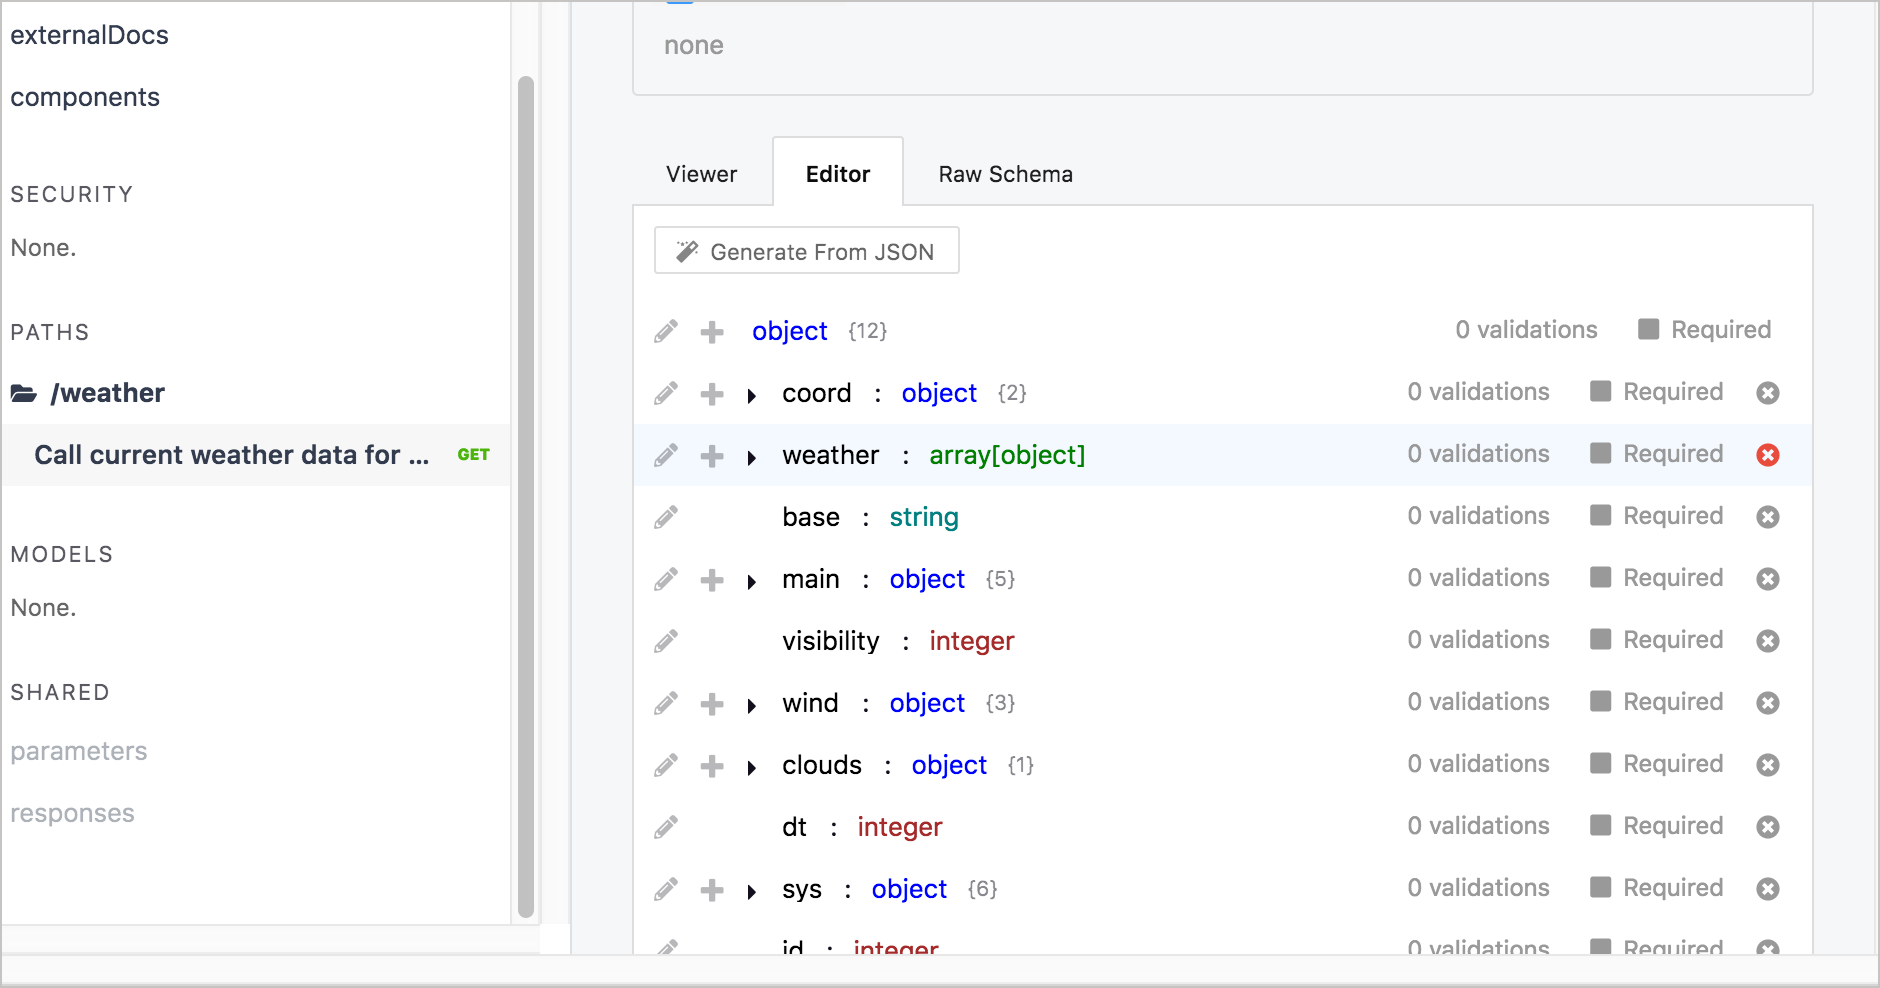 externalDocs
components
SECURITY
None.
PATHS
/weather
Call current weather data for ... GET
MODELS
None.
SHARED
parameters
responses
none
Viewer Editor Raw Schema
Generate From JSON
object {12} 0 validations Required
coord : object {2} 0 validations Required
weather : array[object] 0 validations Required
base : string 0 validations Required
main : object {5} 0 validations Required
visibility : integer 0 validations Required
wind : object {3} 0 validations Required
clouds : object {1} 0 validations Required
dt : integer 0 validations Required
sys : object {6} 0 validations Required
id : integer 0 validations Required